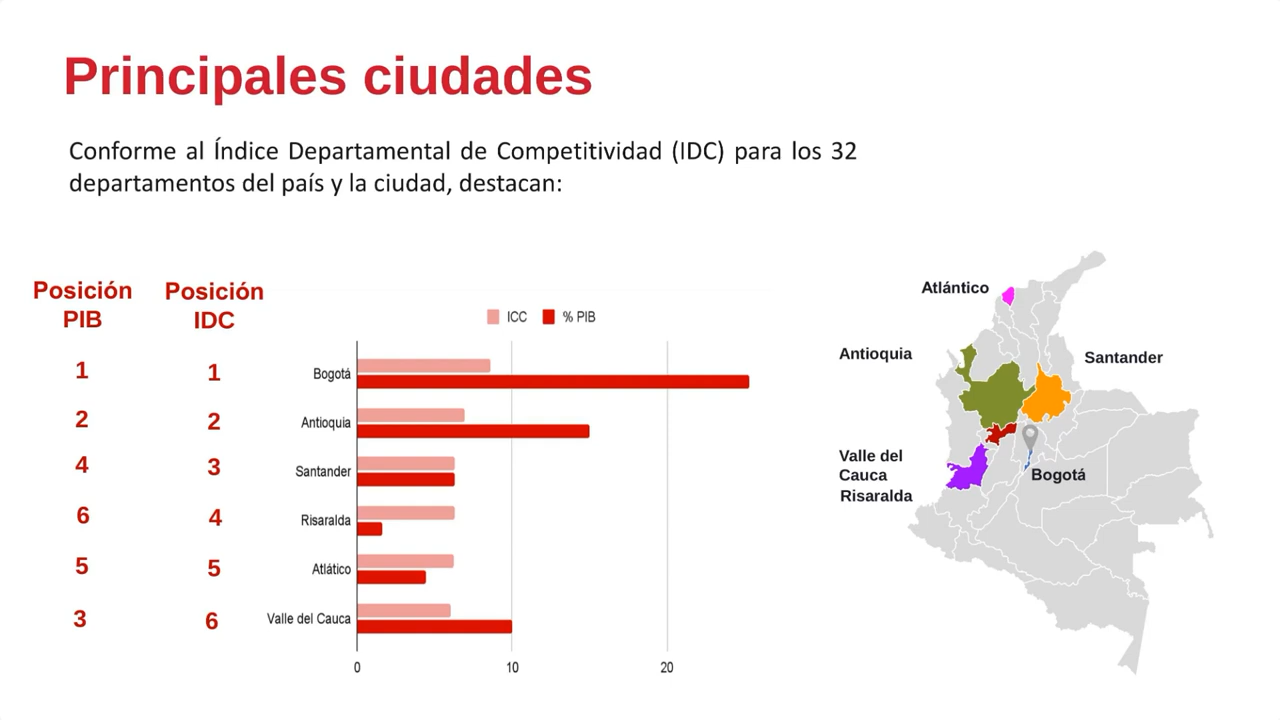 Principales ciudades
Conforme al Índice Departamental de Competitividad (IDC) para los 32
departamentos del país y la ciudad, destacan:
Posición
PIB
Posición
IDC
ICC
% PIB
1 1 Bogotá
2 2 Antioquia
4 3 Santander
6 4 Risaralda
5 5 Atlático
3 6 Valle del Cauca
0 10 20
Atlántico
Antioquia
Santander
Valle del
Cauca
Risaralda
Bogotá